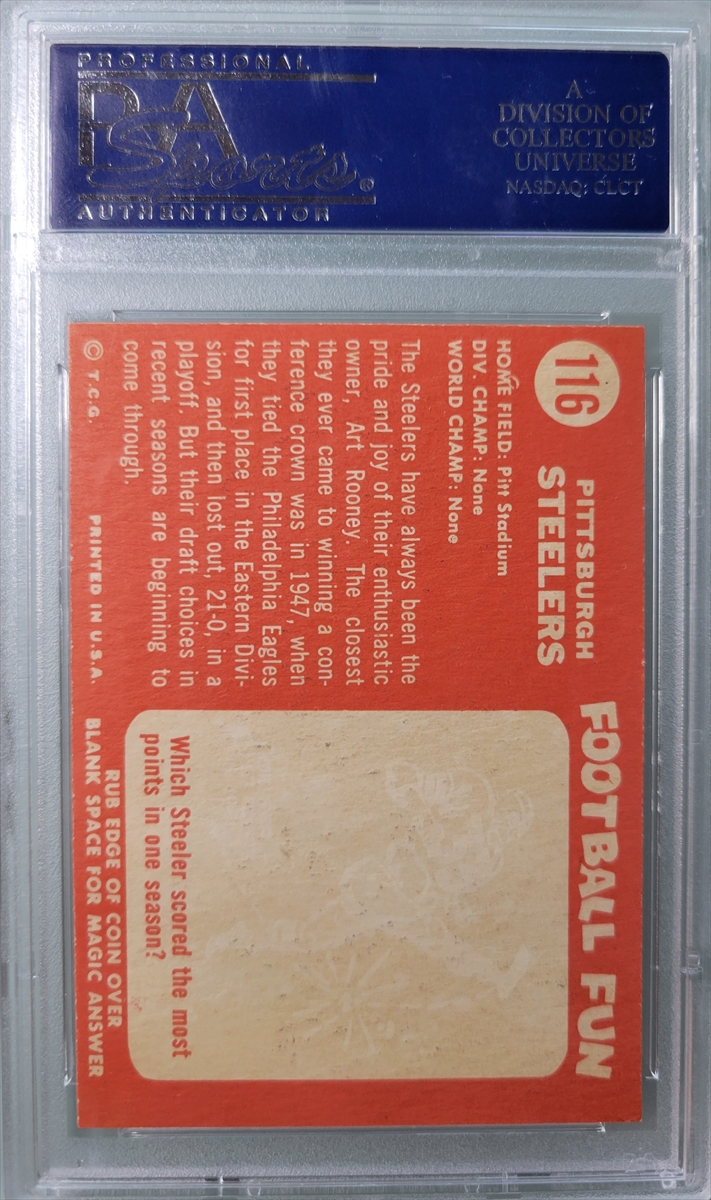 PROFESSIONAL
PSA
Sports®
AUTHENTICATOR
A
DIVISION OF
COLLECTORS
UNIVERSE
NASDAQ: CLCT
116
PITTSBURGH
STEELERS
HOME FIELD: Pitt Stadium
DIV. CHAMP: None
WORLD CHAMP: None
The Steelers have always been the
pride and joy of their enthusiastic
owner, Art Rooney. The closest
they ever came to winning a con-
ference crown was in 1947, when
they tied the Philadelphia Eagles
for first place in the Eastern Divi-
sion, and then lost out, 21-0, in a
playoff. But their draft choices in
recent seasons are beginning to
come through.
© T.C.G.
PRINTED IN U.S.A.
FOOTBALL FUN
Which Steeler scored the most
points in one season?
RUB EDGE OF COIN OVER
BLANK SPACE FOR MAGIC ANSWER